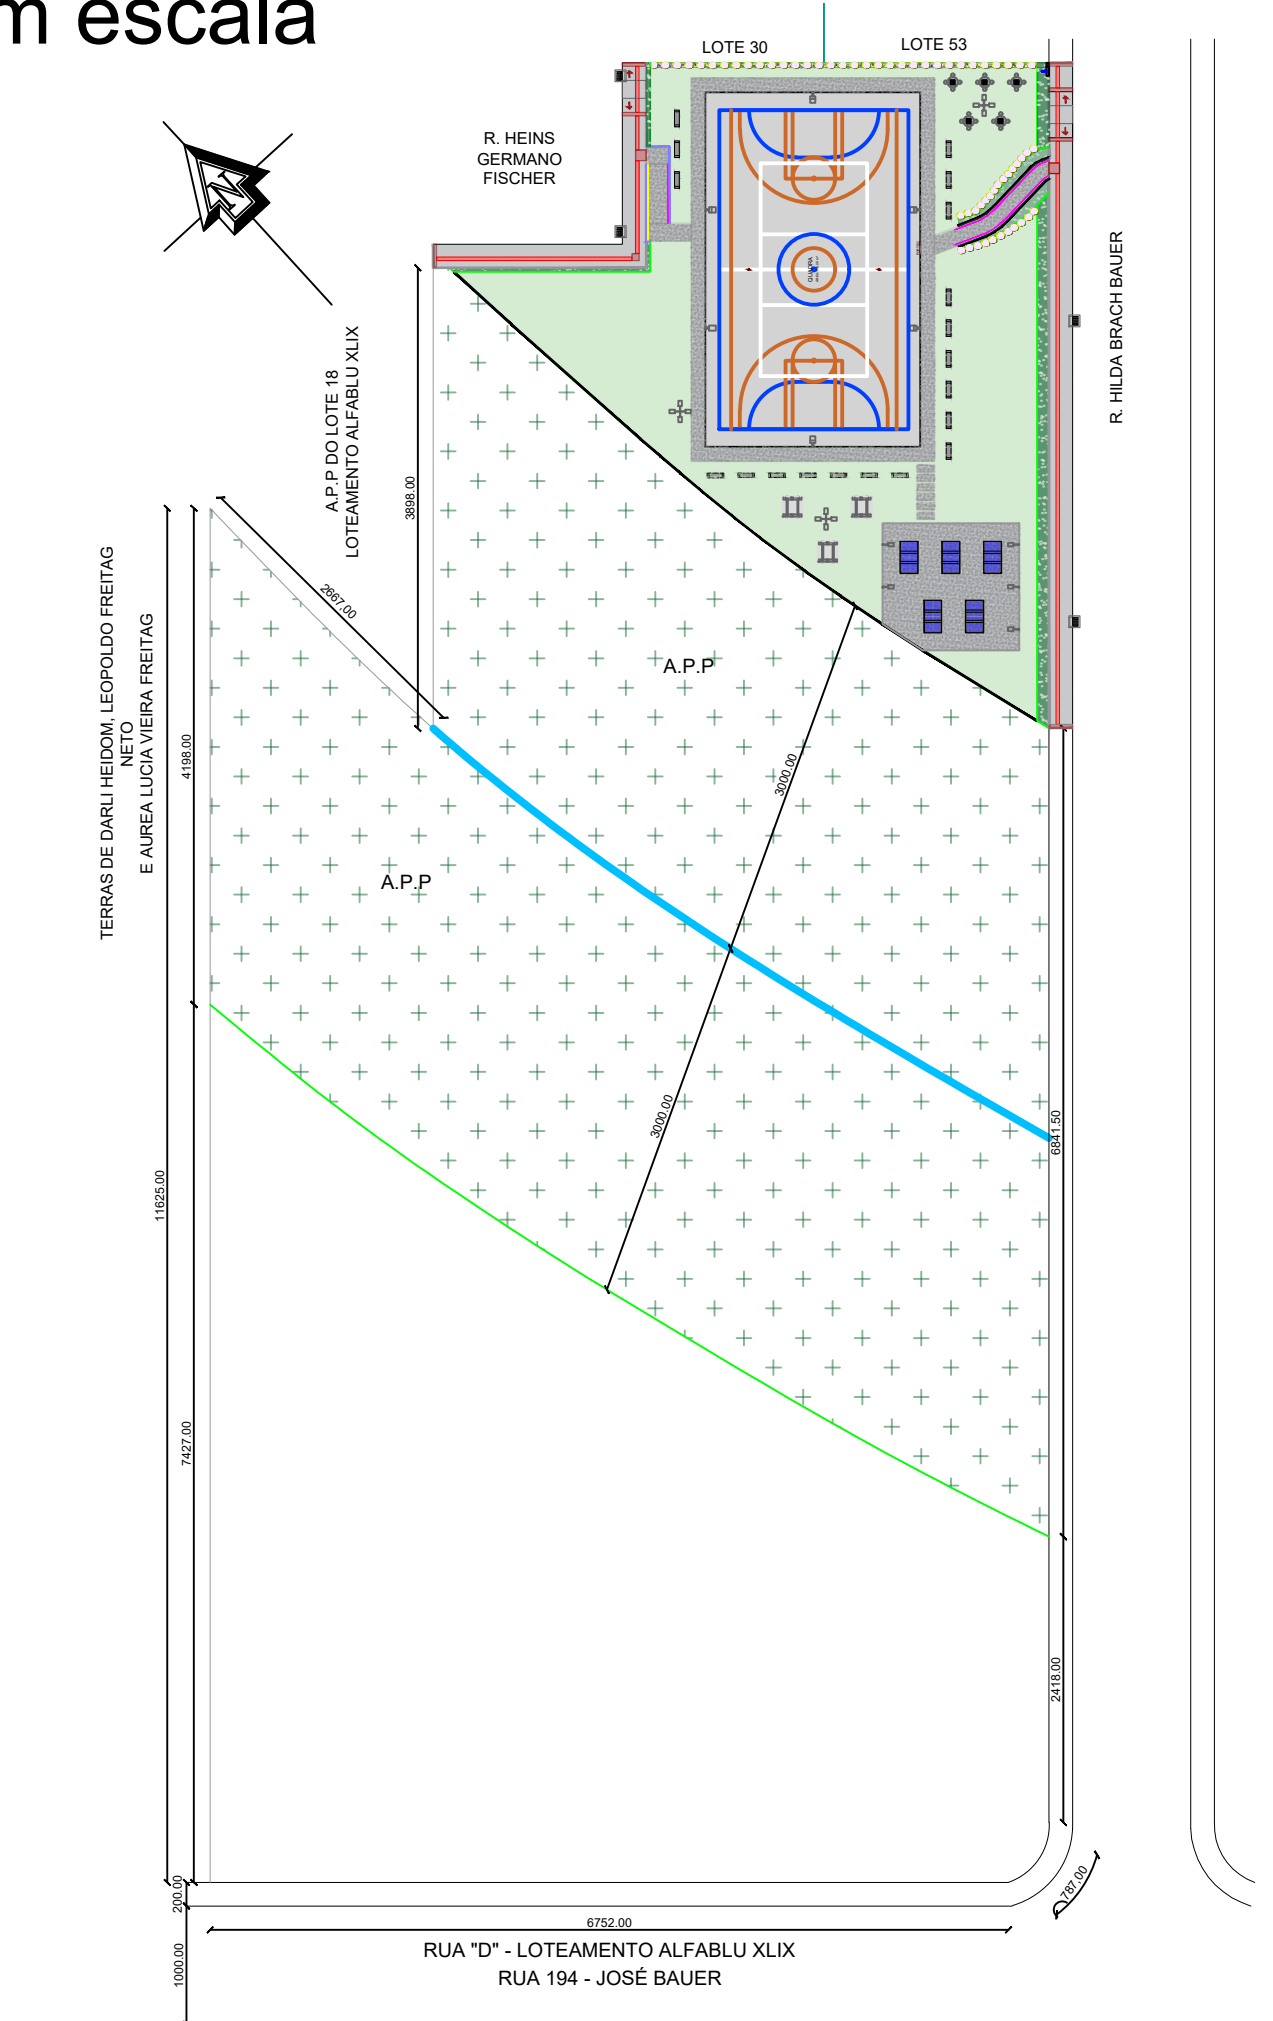 m escala
LOTE 30
LOTE 53
R. HEINS
GERMANO
FISCHER
N
R. HILDA BRACH BAUER
A.P.P DO LOTE 18
LOTEAMENTO ALFABLU XLIX
3898.00
QUADRA
2667.00
TERRAS DE DARLI HEIDOM, LEOPOLDO FREITAG
NETO
E AUREA LUCIA VIEIRA FREITAG
4198.00
A.P.P
3000.00
A.P.P
3000.00
6841.50
11625.00
7427.00
2418.00
787.00
200.00
6752.00
1000.00
RUA "D" - LOTEAMENTO ALFABLU XLIX
RUA 194 - JOSÉ BAUER